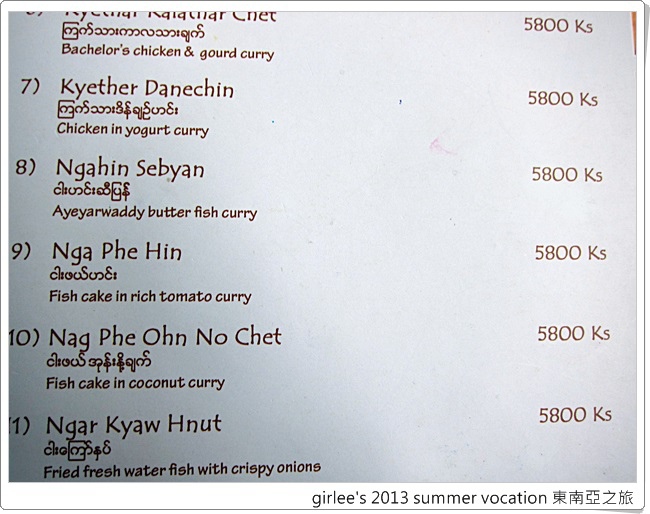 Kyethar Kalathar Chet 5800 Ks
ကြက်သားကာလသားချက်
Bachelor's chicken & gourd curry
7) Kyether Danechin 5800 Ks
ကြက်သားဒိန်ချဉ်ဟင်း
Chicken in yogurt curry
8) Ngahin Sebyan 5800 Ks
ငါးဟင်းဆီပြန်
Ayeyarwaddy butter fish curry
9) Nga Phe Hin 5800 Ks
ငါးဖယ်ဟင်း
Fish cake in rich tomato curry
10) Nag Phe Ohn No Chet 5800 Ks
ငါးဖယ်အုန်းနို့ချက်
Fish cake in coconut curry
11) Ngar Kyaw Hnut 5800 Ks
ငါးကြော်နှပ်
Fried fresh water fish with crispy onions
girlee's 2013 summer vocation 東南亞之旅